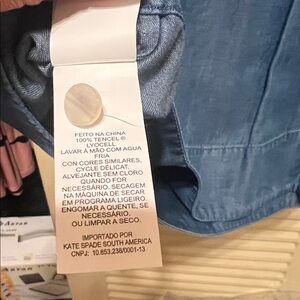 FEITO NA CHINA
100% TENCEL®
LYOCELL
LAVAR À MÃO COM AGUA
FRIA
COM CORES SIMILARES,
CYCLE DÉLICAT.
ALVEJANTE SEM CLORO
QUANDO FOR
NECESSÁRIO. SECAGEM
NA MÁQUINA DE SECAR
EM PROGRAMA LIGEIRO.
ENGOMAR A QUENTE, SE
NECESSÁRIO.
OU LIMPAR A SECO.
IMPORTADO POR
KATE SPADE SOUTH AMERICA
CNPJ: 10.653.238/0001-13